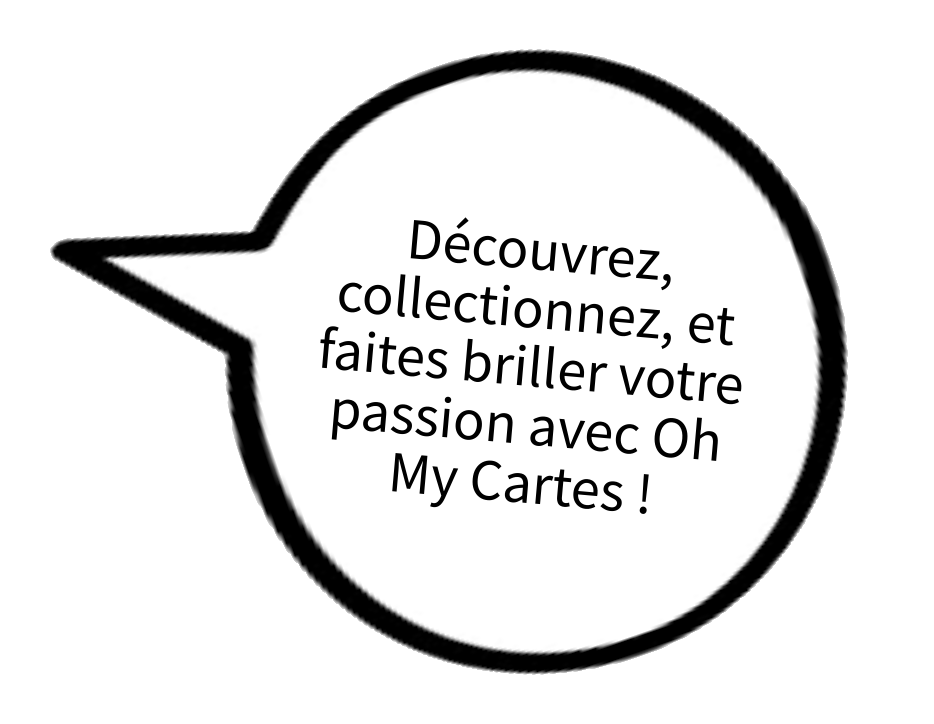 Découvrez,
collectionnez, et
faites briller votre
passion avec Oh
My Cartes !